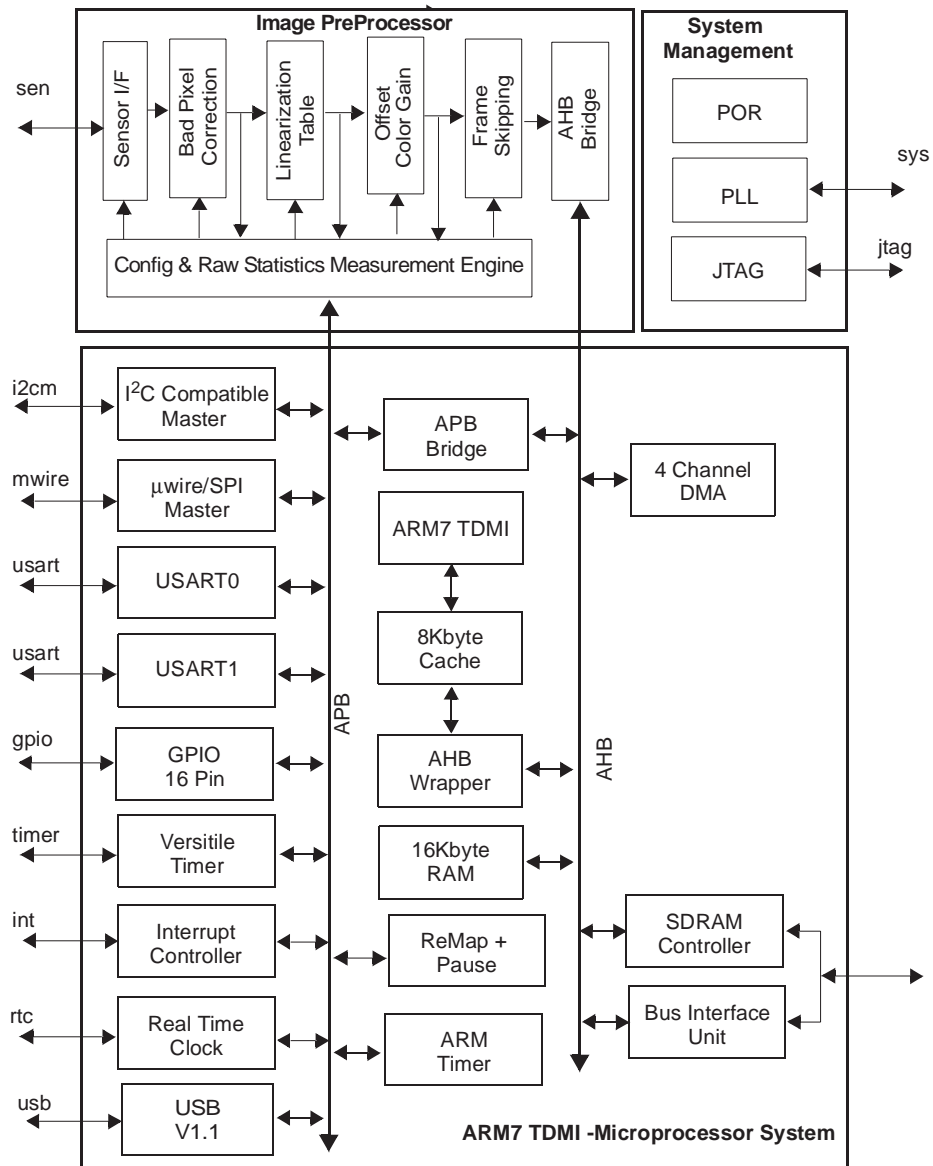 Image PreProcessor
System
Management
sen
Sensor I/F
Bad Pixel
Correction
Linearization
Table
Offset
Color Gain
Frame
Skipping
AHB
Bridge
Config & Raw Statistics Measurement Engine
POR
PLL
sys
JTAG
jtag
i2cm
I²C Compatible
Master
APB
Bridge
4 Channel
DMA
mwire
μwire/SPI
Master
ARM7 TDMI
usart
USART0
8Kbyte
Cache
usart
USART1
APB
AHB
gpio
GPIO
16 Pin
AHB
Wrapper
timer
Versitile
Timer
16Kbyte
RAM
int
Interrupt
Controller
ReMap +
Pause
SDRAM
Controller
rtc
Real Time
Clock
ARM
Timer
Bus Interface
Unit
usb
USB
V1.1
ARM7 TDMI -Microprocessor System